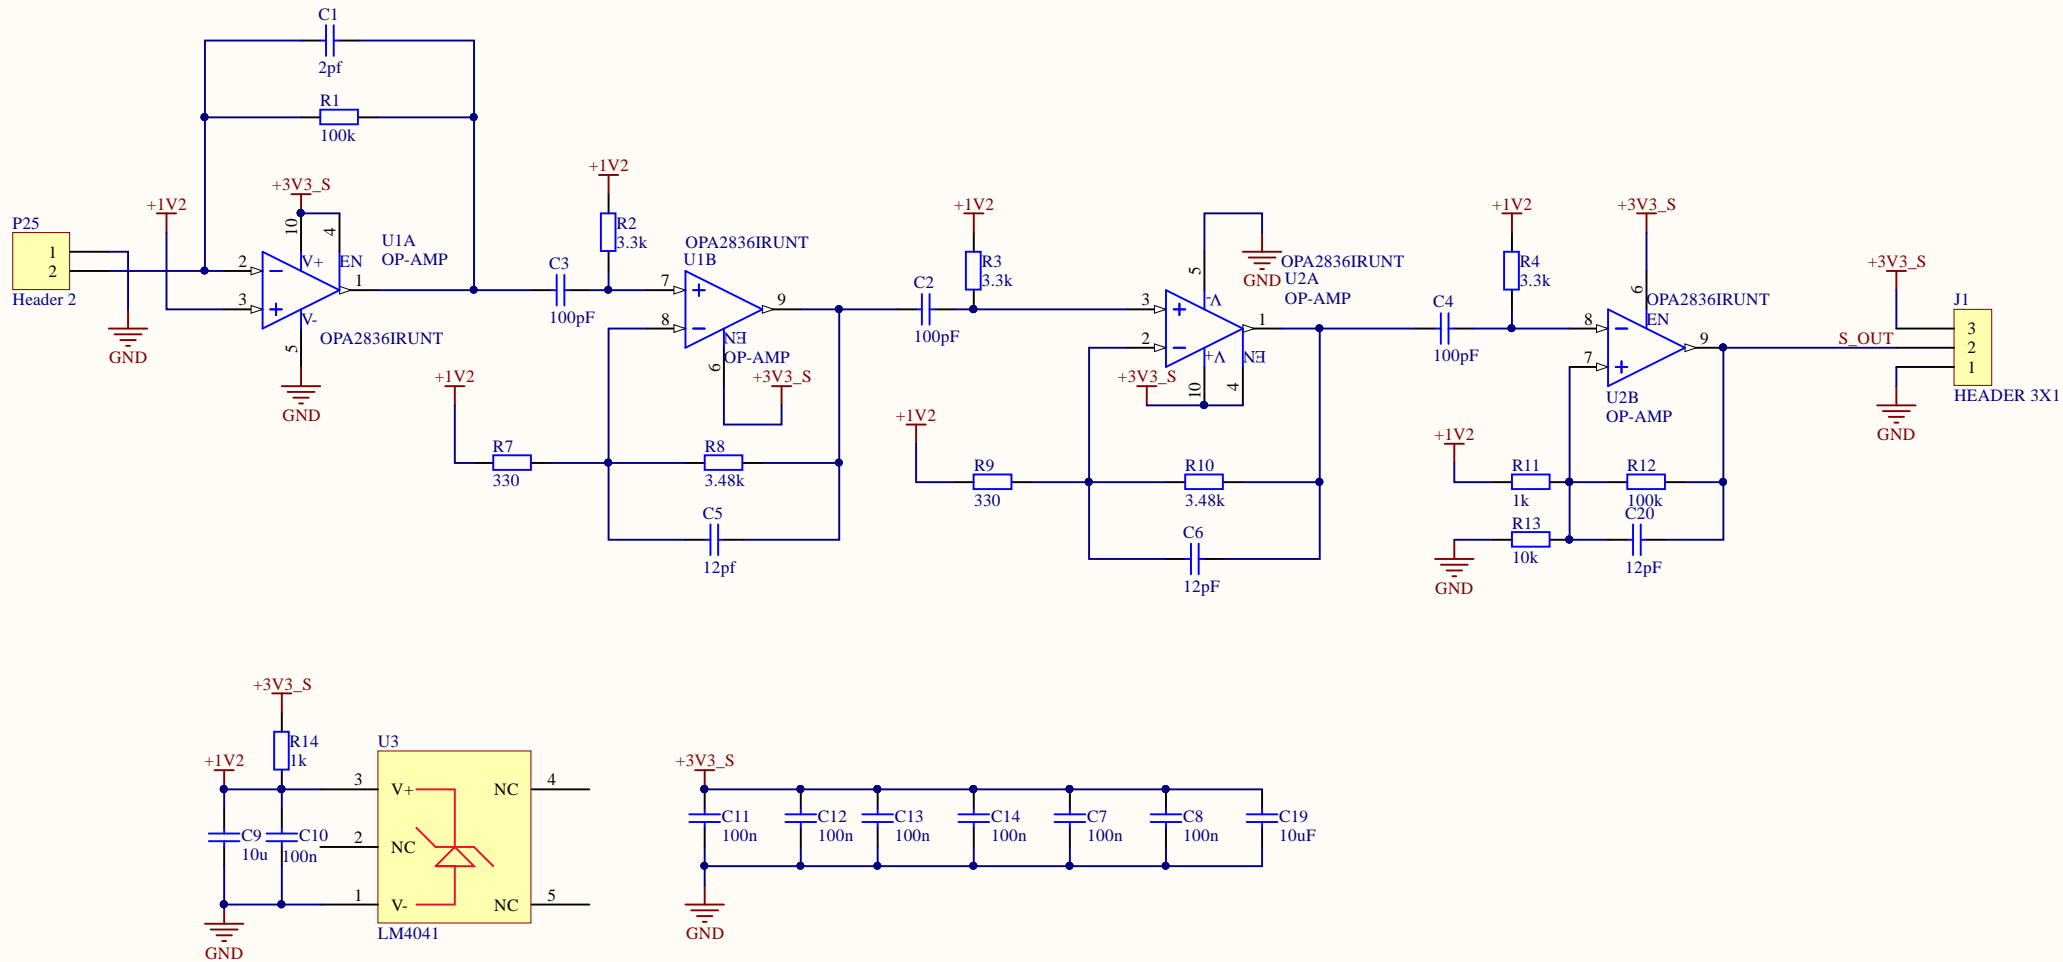 C1
2pf
R1
100k
+3V3_S
+1V2
P25
1
2
Header 2
GND
10
4
V+
EN
2
3
1
V-
5
U1A
OP-AMP
OPA2836IRUNT
GND
+1V2
R2
3.3k
C3
100pF
OPA2836IRUNT
U1B
7
8
9
EN
OP-AMP
6
+3V3_S
+1V2
R7
330
R8
3.48k
C5
12pf
C2
100pF
+1V2
R3
3.3k
5
GND
OPA2836IRUNT
U2A
OP-AMP
V-
3
2
1
V+
EN
10
4
+3V3_S
+1V2
R9
330
R10
3.48k
C6
12pF
C4
100pF
+1V2
R4
3.3k
+3V3_S
6
OPA2836IRUNT
EN
8
7
9
U2B
OP-AMP
+1V2
R11
1k
R12
100k
R13
10k
C20
12pF
GND
+3V3_S
S_OUT
J1
3
2
1
HEADER 3X1
GND
+3V3_S
R14
1k
+1V2
C9
10u
C10
100n
GND
U3
3
V+
2
NC
1
V-
NC
4
NC
5
LM4041
+3V3_S
C11
100n
C12
100n
C13
100n
C14
100n
C7
100n
C8
100n
C19
10uF
GND